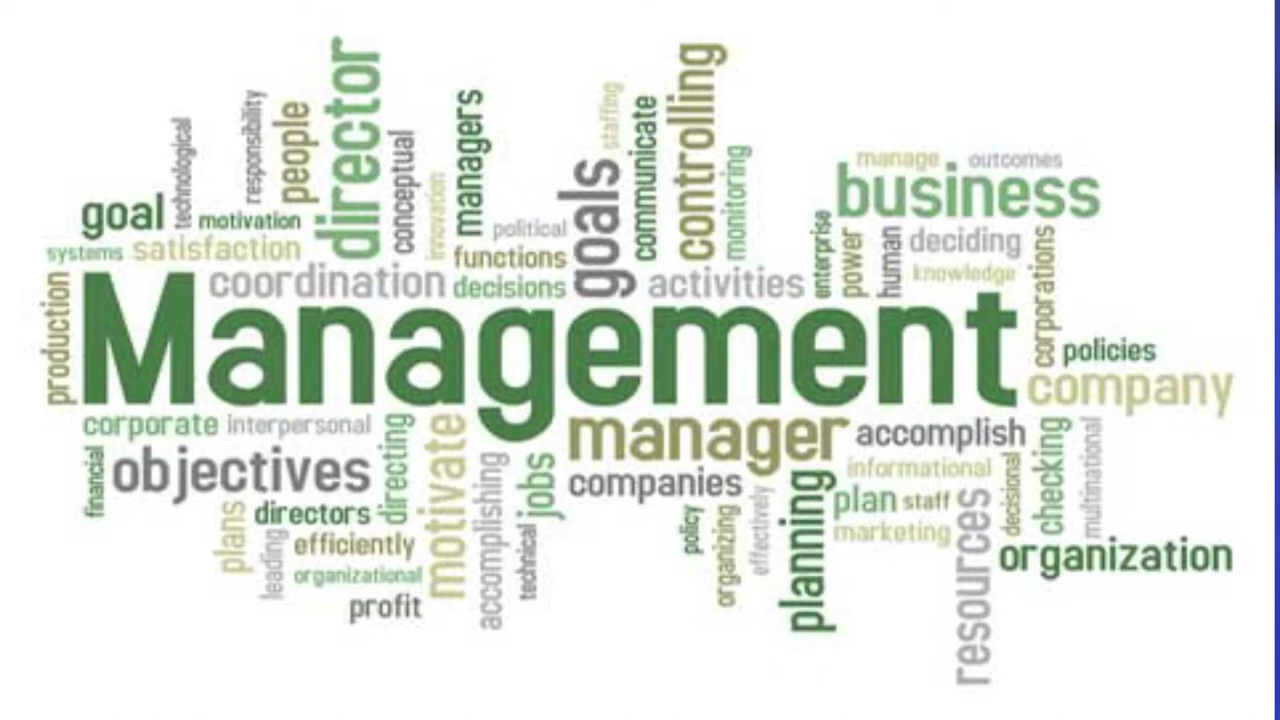 director
controlling
staffing
managers
responsibility
communicate
people
technological
conceptual
monitoring
manage
outcomes
goals
business
innovation
goal
motivation
enterprise
political
power
human
deciding
corporations
systems
satisfaction
functions
knowledge
production
coordination
decisions
activities
Management
policies
company
corporate
interpersonal
directing
motivate
manager
accomplish
checking
multinational
financial
objectives
accomplishing
jobs
companies
informational
decisional
planning
plan
staff
resources
plans
directors
policy
organizing
effectively
marketing
leading
efficiently
technical
organization
organizational
profit